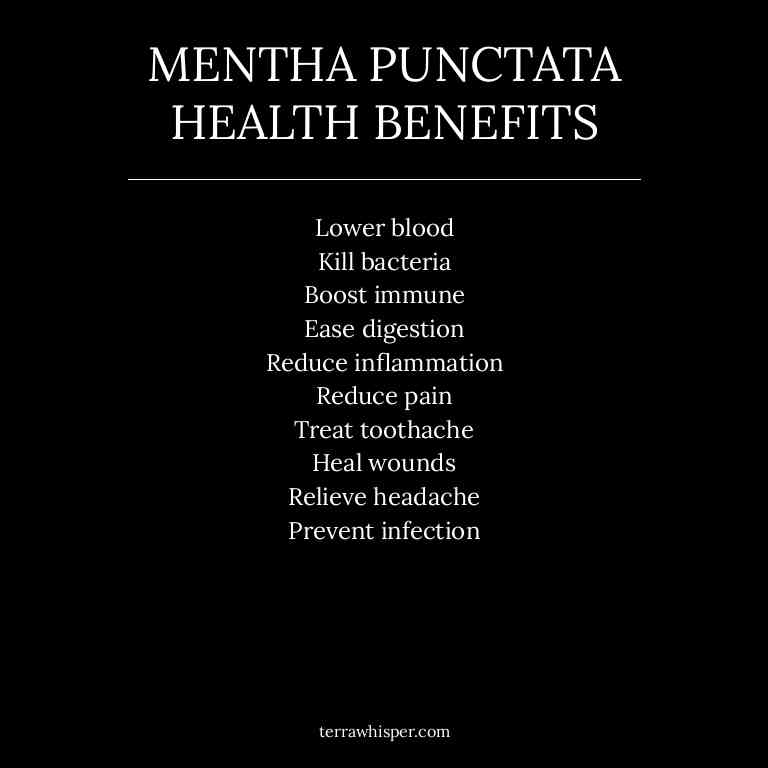 MENTHA PUNCTATA
HEALTH BENEFITS
Lower blood
Kill bacteria
Boost immune
Ease digestion
Reduce inflammation
Reduce pain
Treat toothache
Heal wounds
Relieve headache
Prevent infection
terrawhisper.com